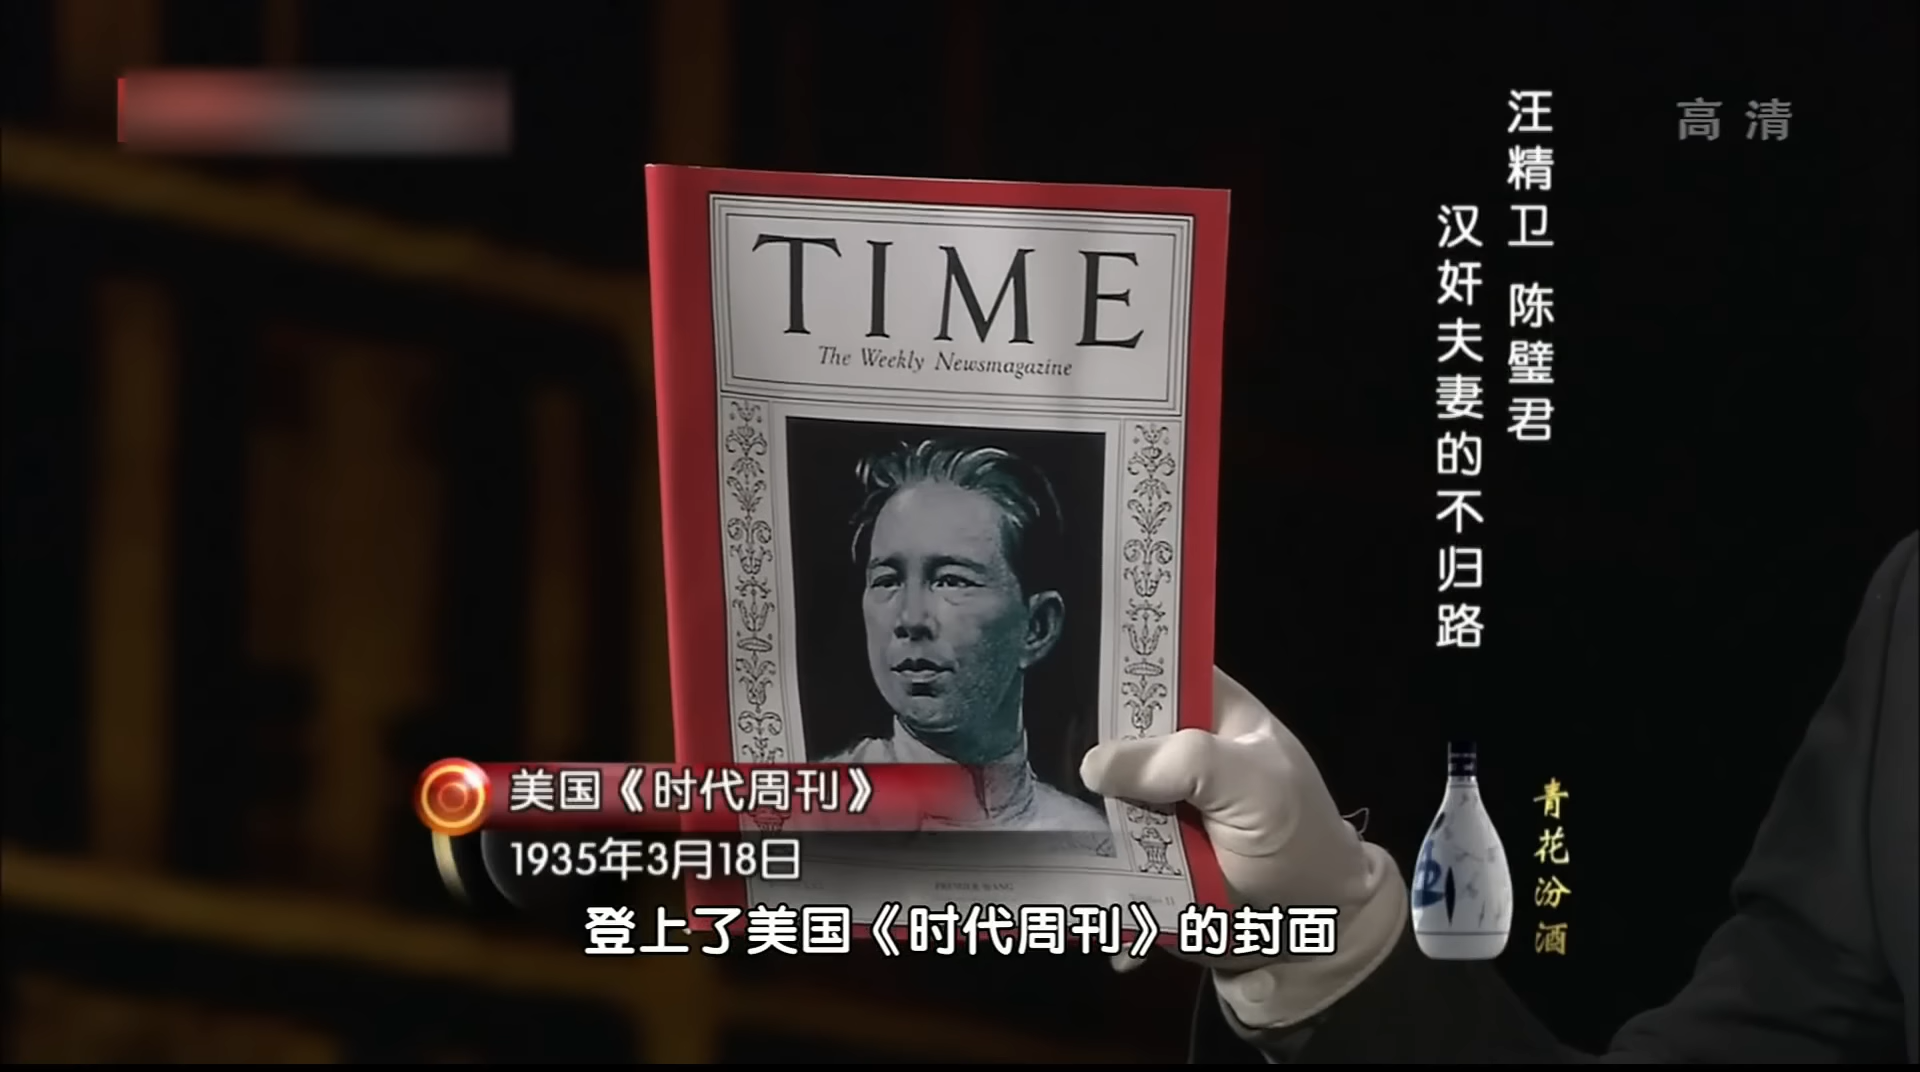 高清
汪精卫 陈璧君
汉奸夫妻的不归路
TIME
The Weekly Newsmagazine
美国《时代周刊》
1935年3月18日
PREMIER WANG
登上了美国《时代周刊》的封面
青花汾酒